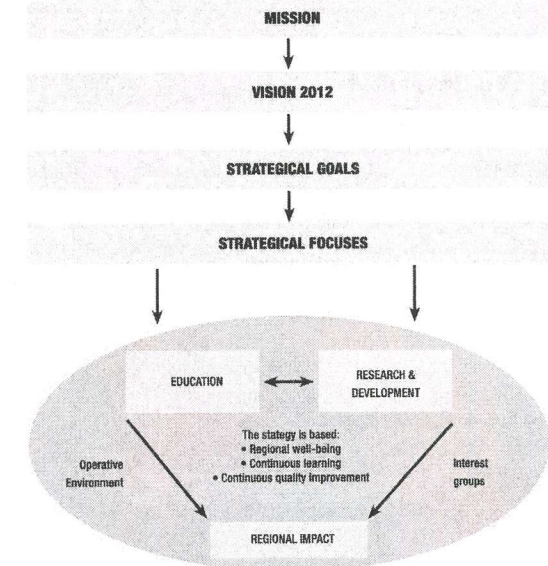 MISSION
VISION 2012
STRATEGICAL GOALS
STRATEGICAL FOCUSES
EDUCATION
RESEARCH &
DEVELOPMENT
The stategy is based:
• Regional well-being
• Continuous learning
• Continuous quality improvement
Operative
Environment
Interest
groups
REGIONAL IMPACT